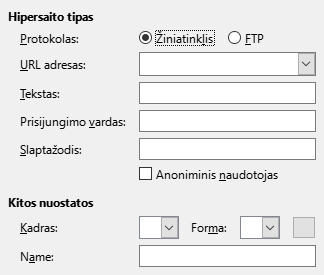 Hipersaito tipas
Protokolas: Žiniatinklis FTP
URL adresas:
Tekstas:
Prisijungimo vardas:
Slaptažodis:
Anoniminis naudotojas
Kitos nuostatos
Kadras: Forma:
Name: